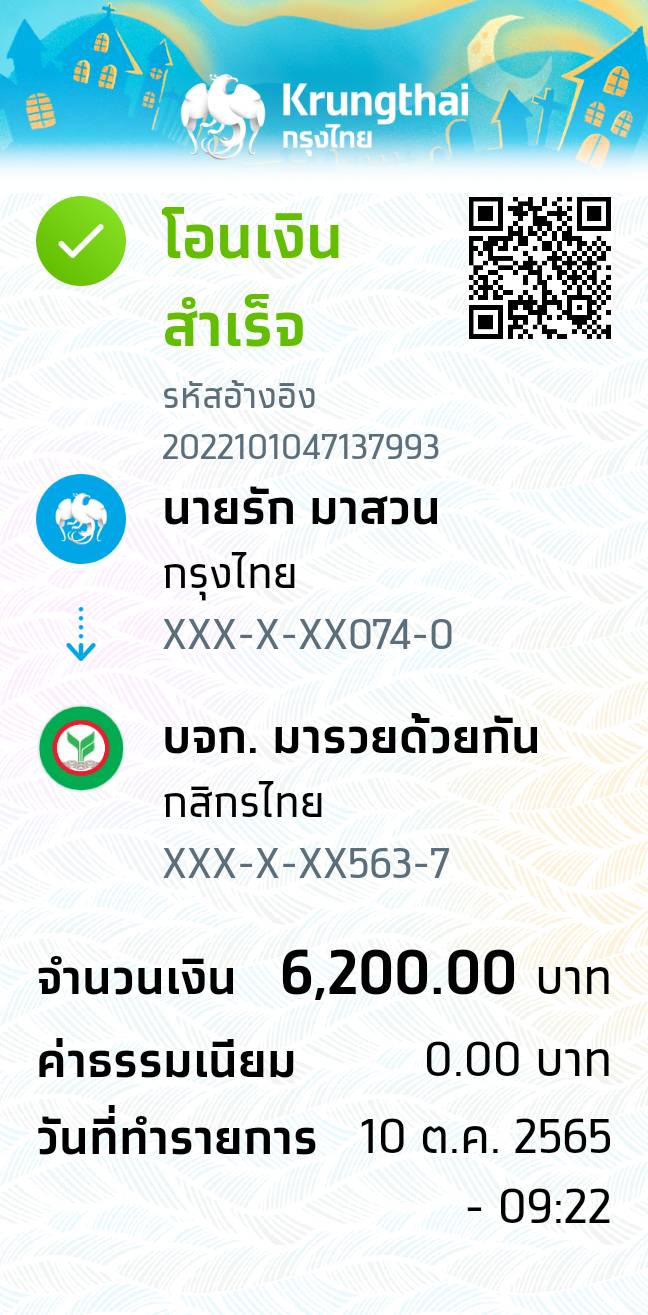 Krungthai
กรุงไทย
โอนเงิน
สำเร็จ
รหัสอ้างอิง
2022101047137993
นายรัก มาสวน
กรุงไทย
XXX-X-XX074-0
บจก. มารวยด้วยกัน
กสิกรไทย
XXX-X-XX563-7
จำนวนเงิน 6,200.00 บาท
ค่าธรรมเนียม 0.00 บาท
วันที่ทำรายการ 10 ต.ค. 2565
- 09:22